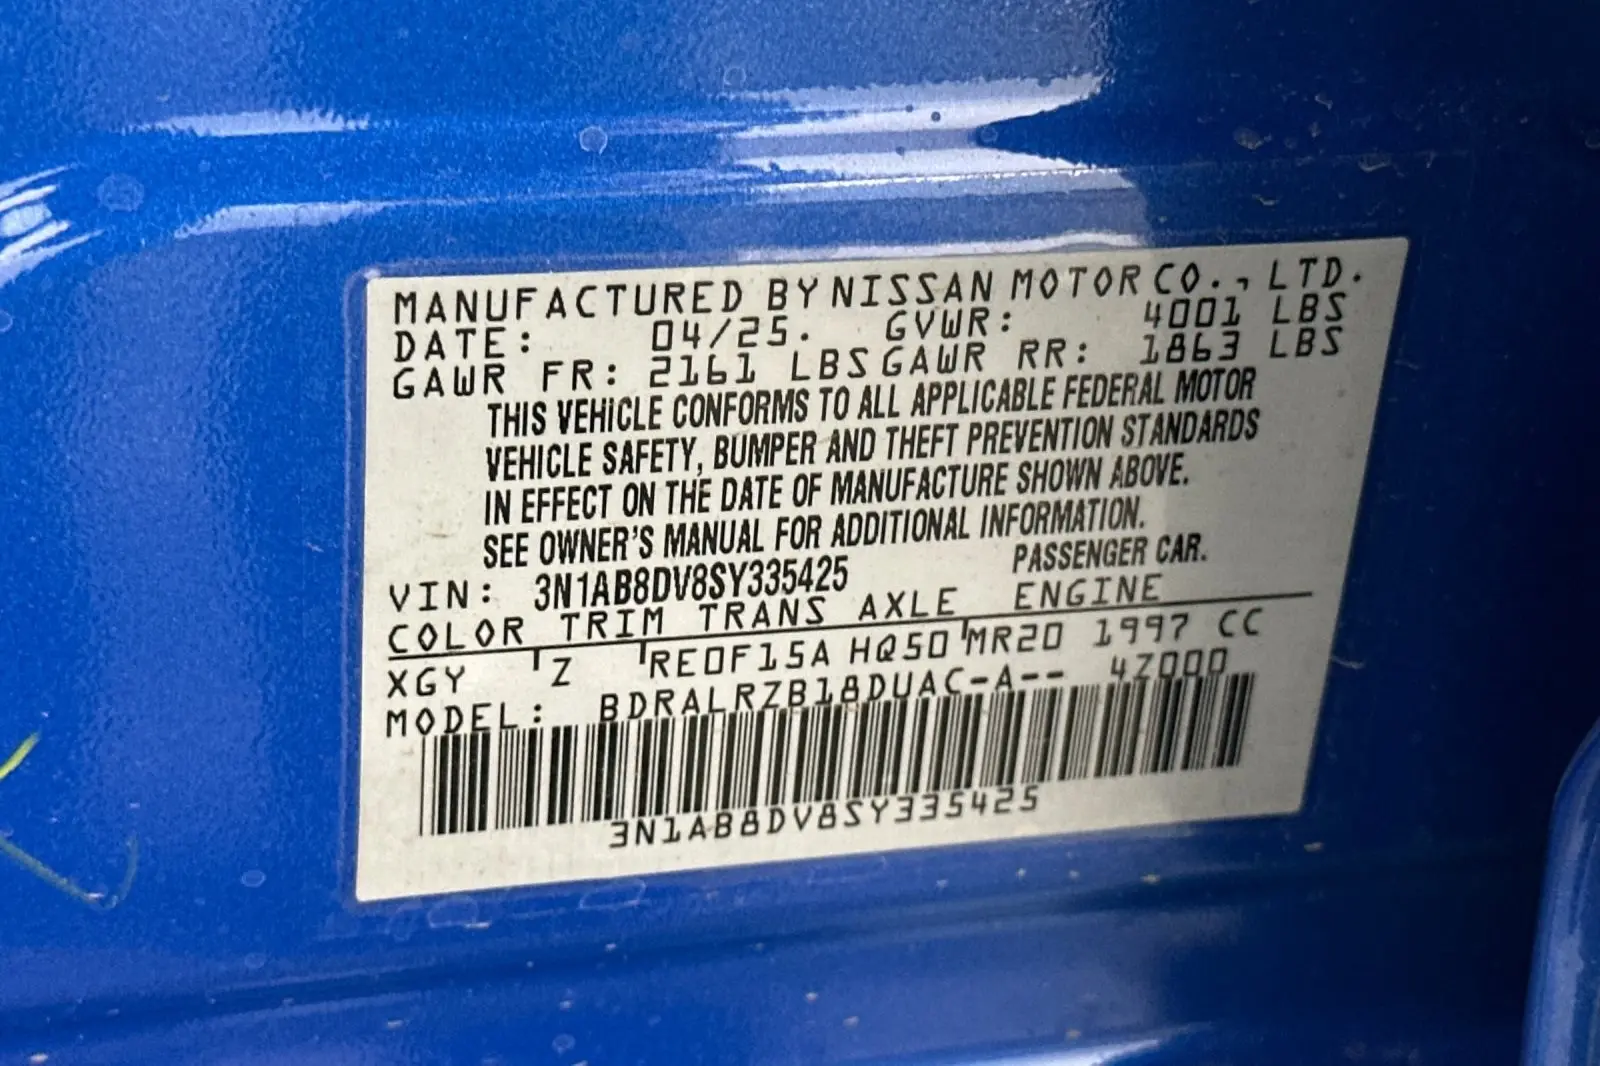 MANUFACTURED BY NISSAN MOTOR CO., LTD.
DATE: 04/25. GVWR: 4001 LBS
GAWR FR: 2161 LBS GAWR RR: 1863 LBS
THIS VEHICLE CONFORMS TO ALL APPLICABLE FEDERAL MOTOR
VEHICLE SAFETY, BUMPER AND THEFT PREVENTION STANDARDS
IN EFFECT ON THE DATE OF MANUFACTURE SHOWN ABOVE.
SEE OWNER'S MANUAL FOR ADDITIONAL INFORMATION.
VIN: 3N1AB8DV8SY335425 PASSENGER CAR.
COLOR TRIM TRANS AXLE ENGINE
XGY Z RE0F15A HQ50 MR20 1997 CC
MODEL: BDRALRZB18DUAC-A-- 4Z000
3N1AB8DV8SY335425